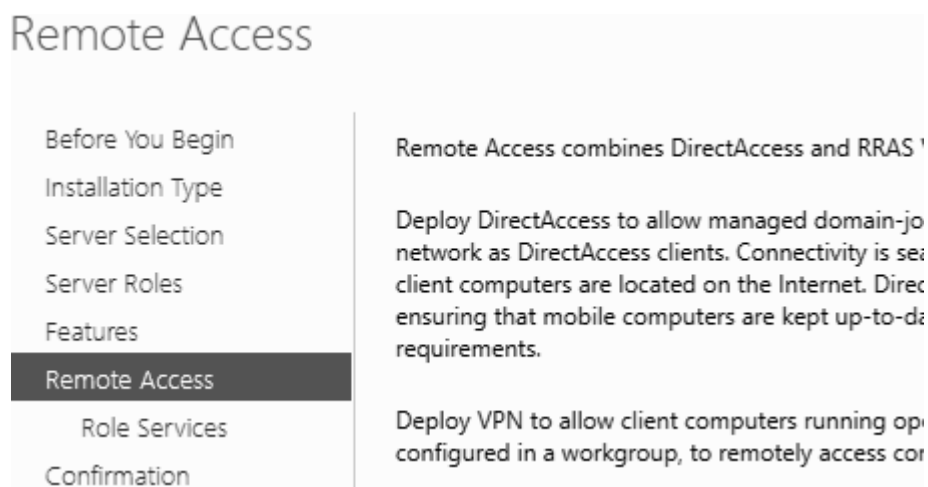 Remote Access
Before You Begin
Installation Type
Server Selection
Server Roles
Features
Remote Access
Role Services
Confirmation
Remote Access combines DirectAccess and RRAS
Deploy DirectAccess to allow managed domain-jo
network as DirectAccess clients. Connectivity is sea
client computers are located on the Internet. Direc
ensuring that mobile computers are kept up-to-da
requirements.
Deploy VPN to allow client computers running ope
configured in a workgroup, to remotely access cor